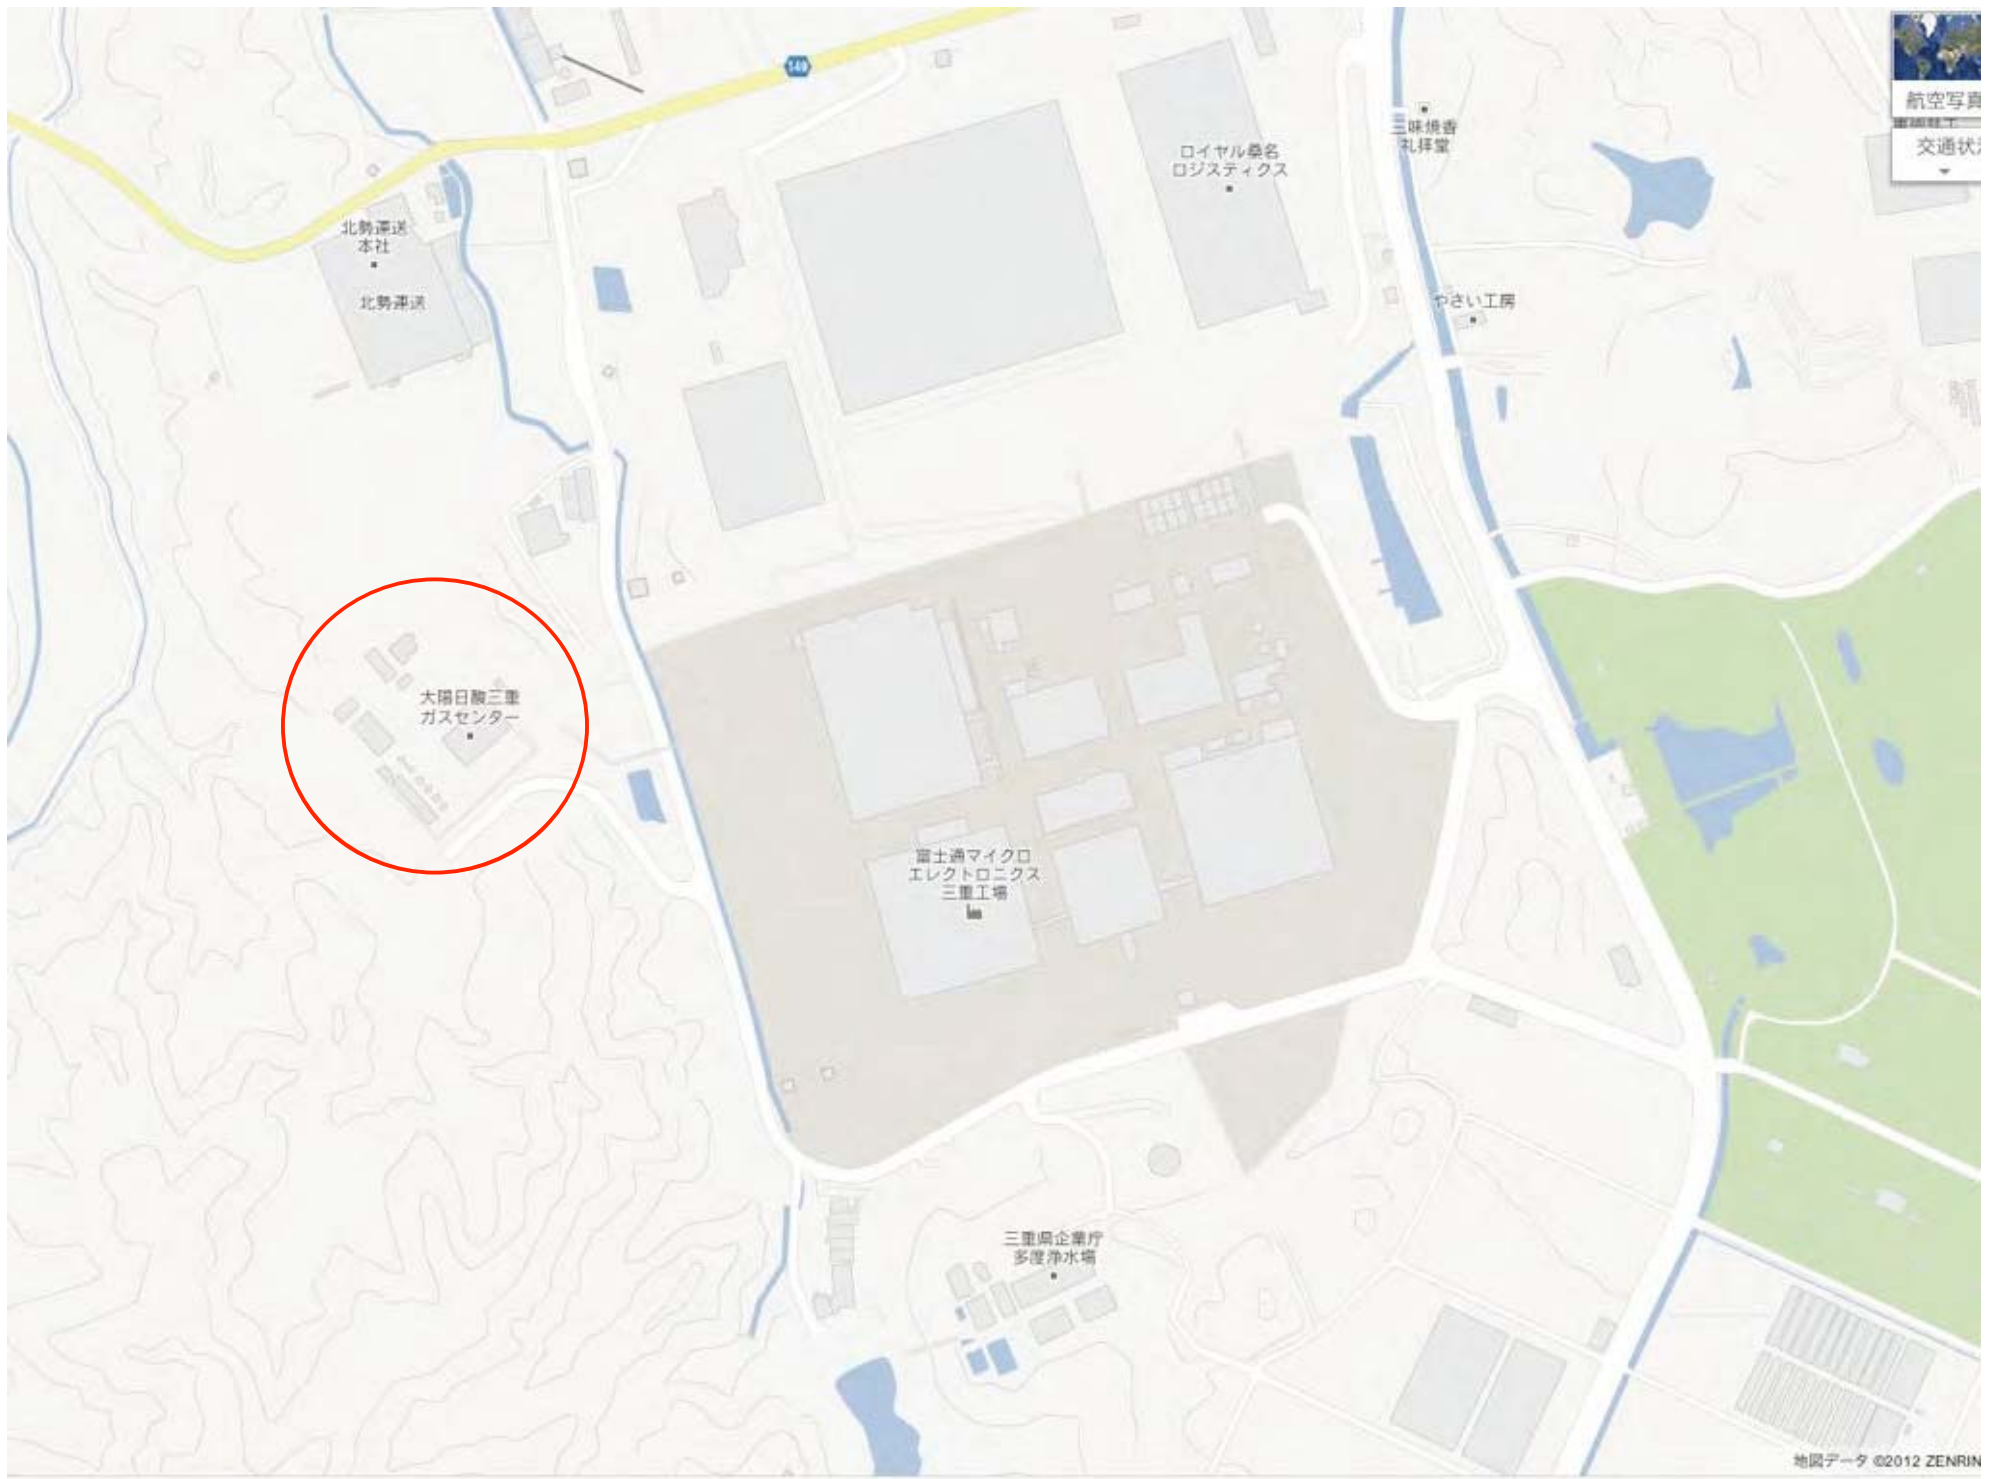 149
航空写真
交通状
三昧焼香
礼拝堂
ロイヤル桑名
ロジスティクス
北勢運送
本社
北勢運送
やさい工房
大陽日酸三重
ガスセンター
富士通マイクロ
エレクトロニクス
三重工場
三重県企業庁
多度浄水場
地図データ ©2012 ZENRIN